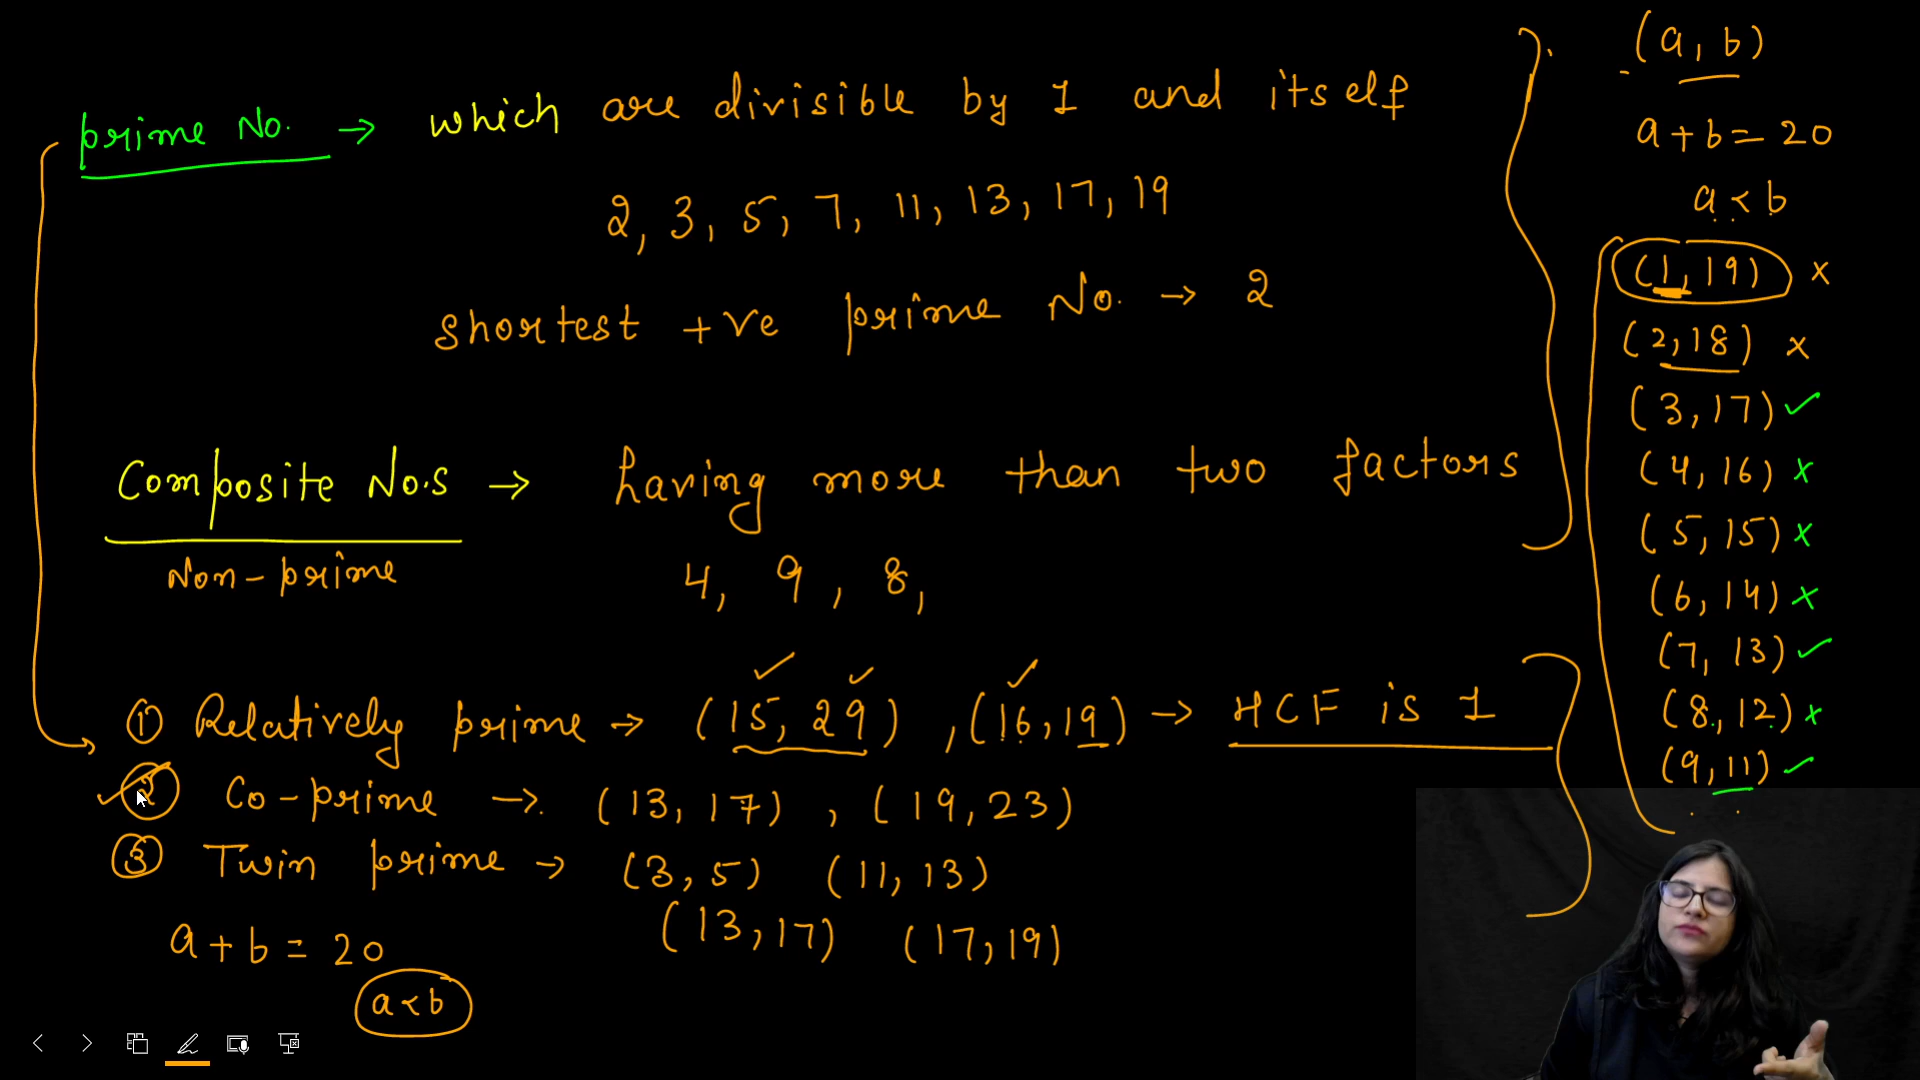 prime No. → which are divisible by 1 and itself
2, 3, 5, 7, 11, 13, 17, 19
shortest +ve prime No. → 2
Composite No.s → having more than two factors
Non-prime
4, 9, 8,
① Relatively prime → (15, 29), (16, 19) → HCF is 1
② Co-prime → (13, 17), (19, 23)
③ Twin prime → (3, 5) (11, 13)
(13, 17) (17, 19)
a + b = 20
a < b
(a, b)
a + b = 20
a < b
(1, 19) ×
(2, 18) ×
(3, 17) ✓
(4, 16) ×
(5, 15) ×
(6, 14) ×
(7, 13) ✓
(8, 12) ×
(9, 11) ✓